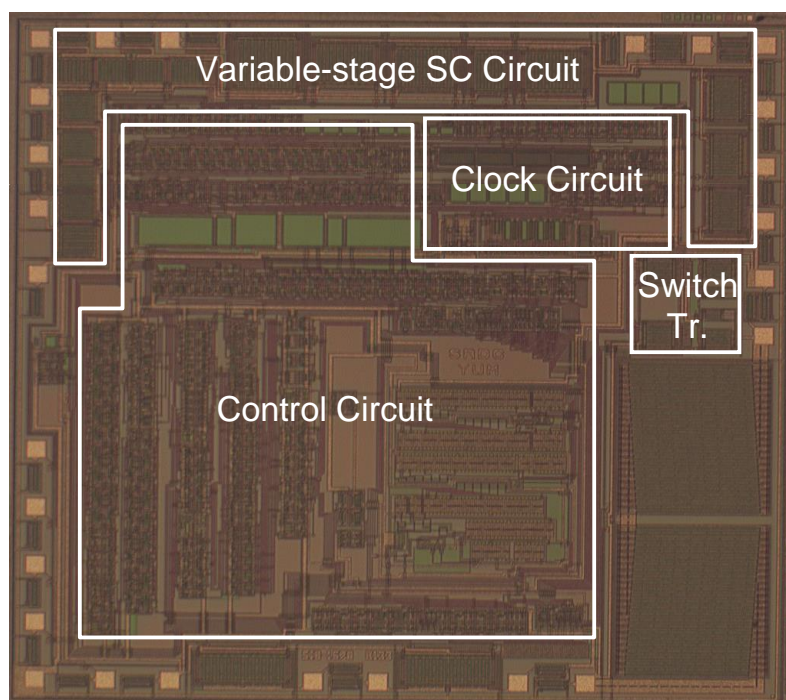 Variable-stage SC Circuit
Clock Circuit
Switch
Tr.
Control Circuit